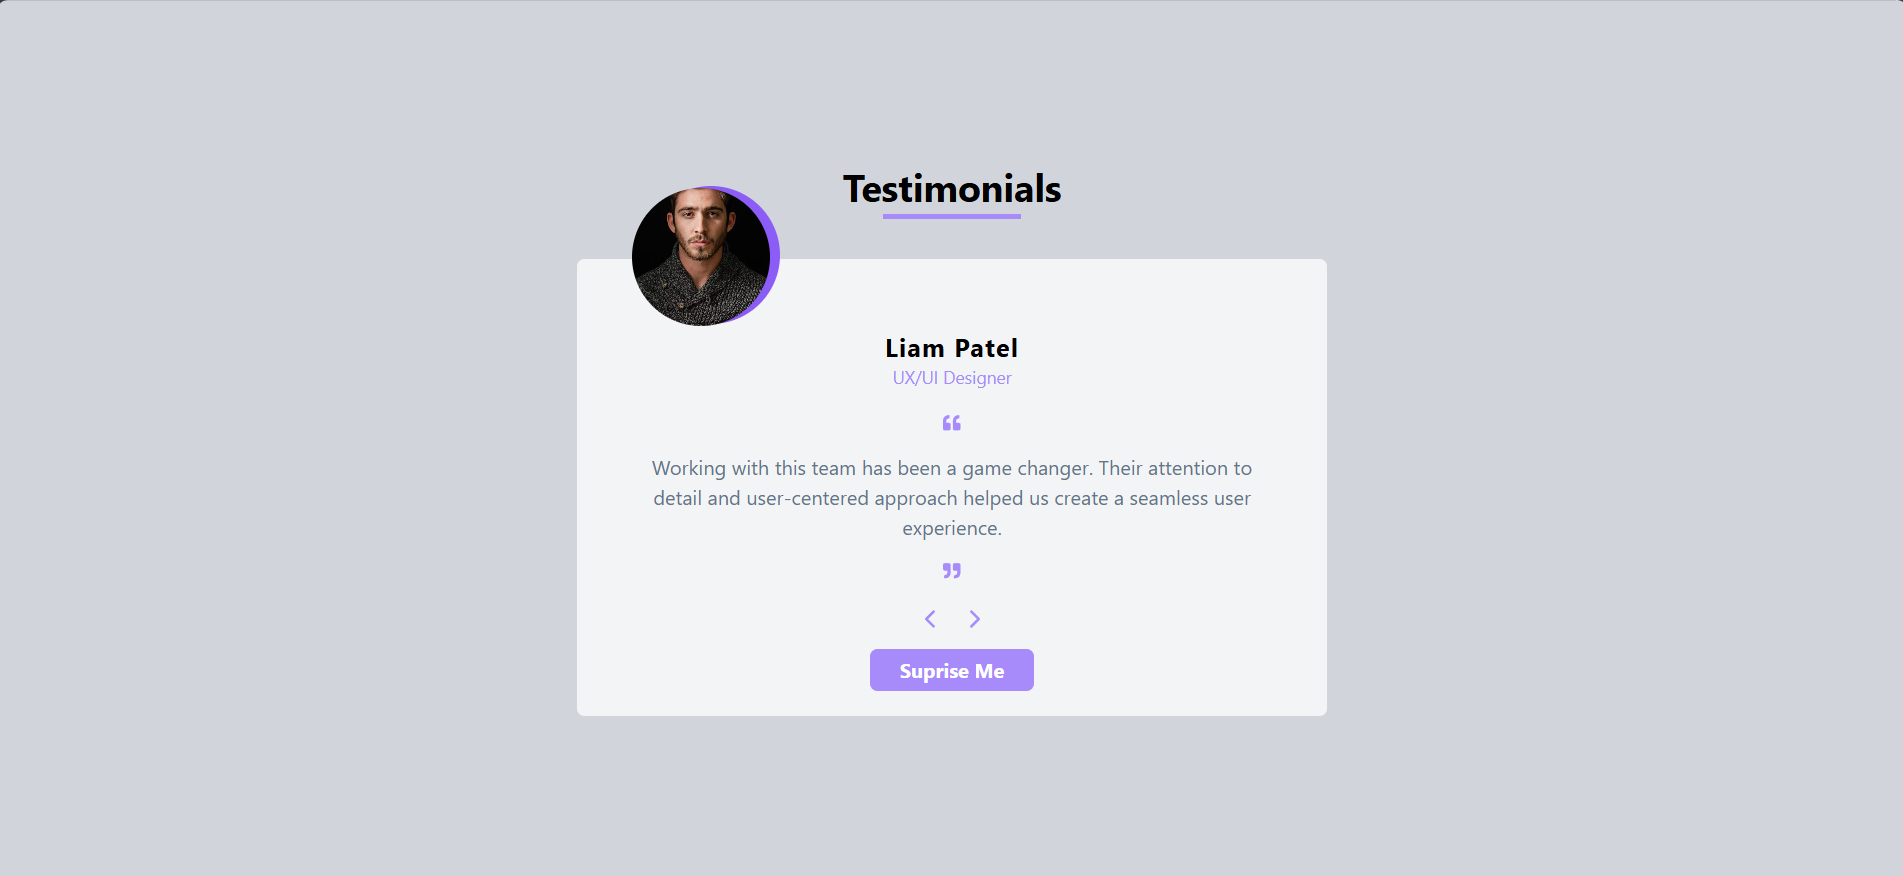 Testimonials
Liam Patel
UX/UI Designer
❝
Working with this team has been a game changer. Their attention to
detail and user-centered approach helped us create a seamless user
experience.
❞
Suprise Me